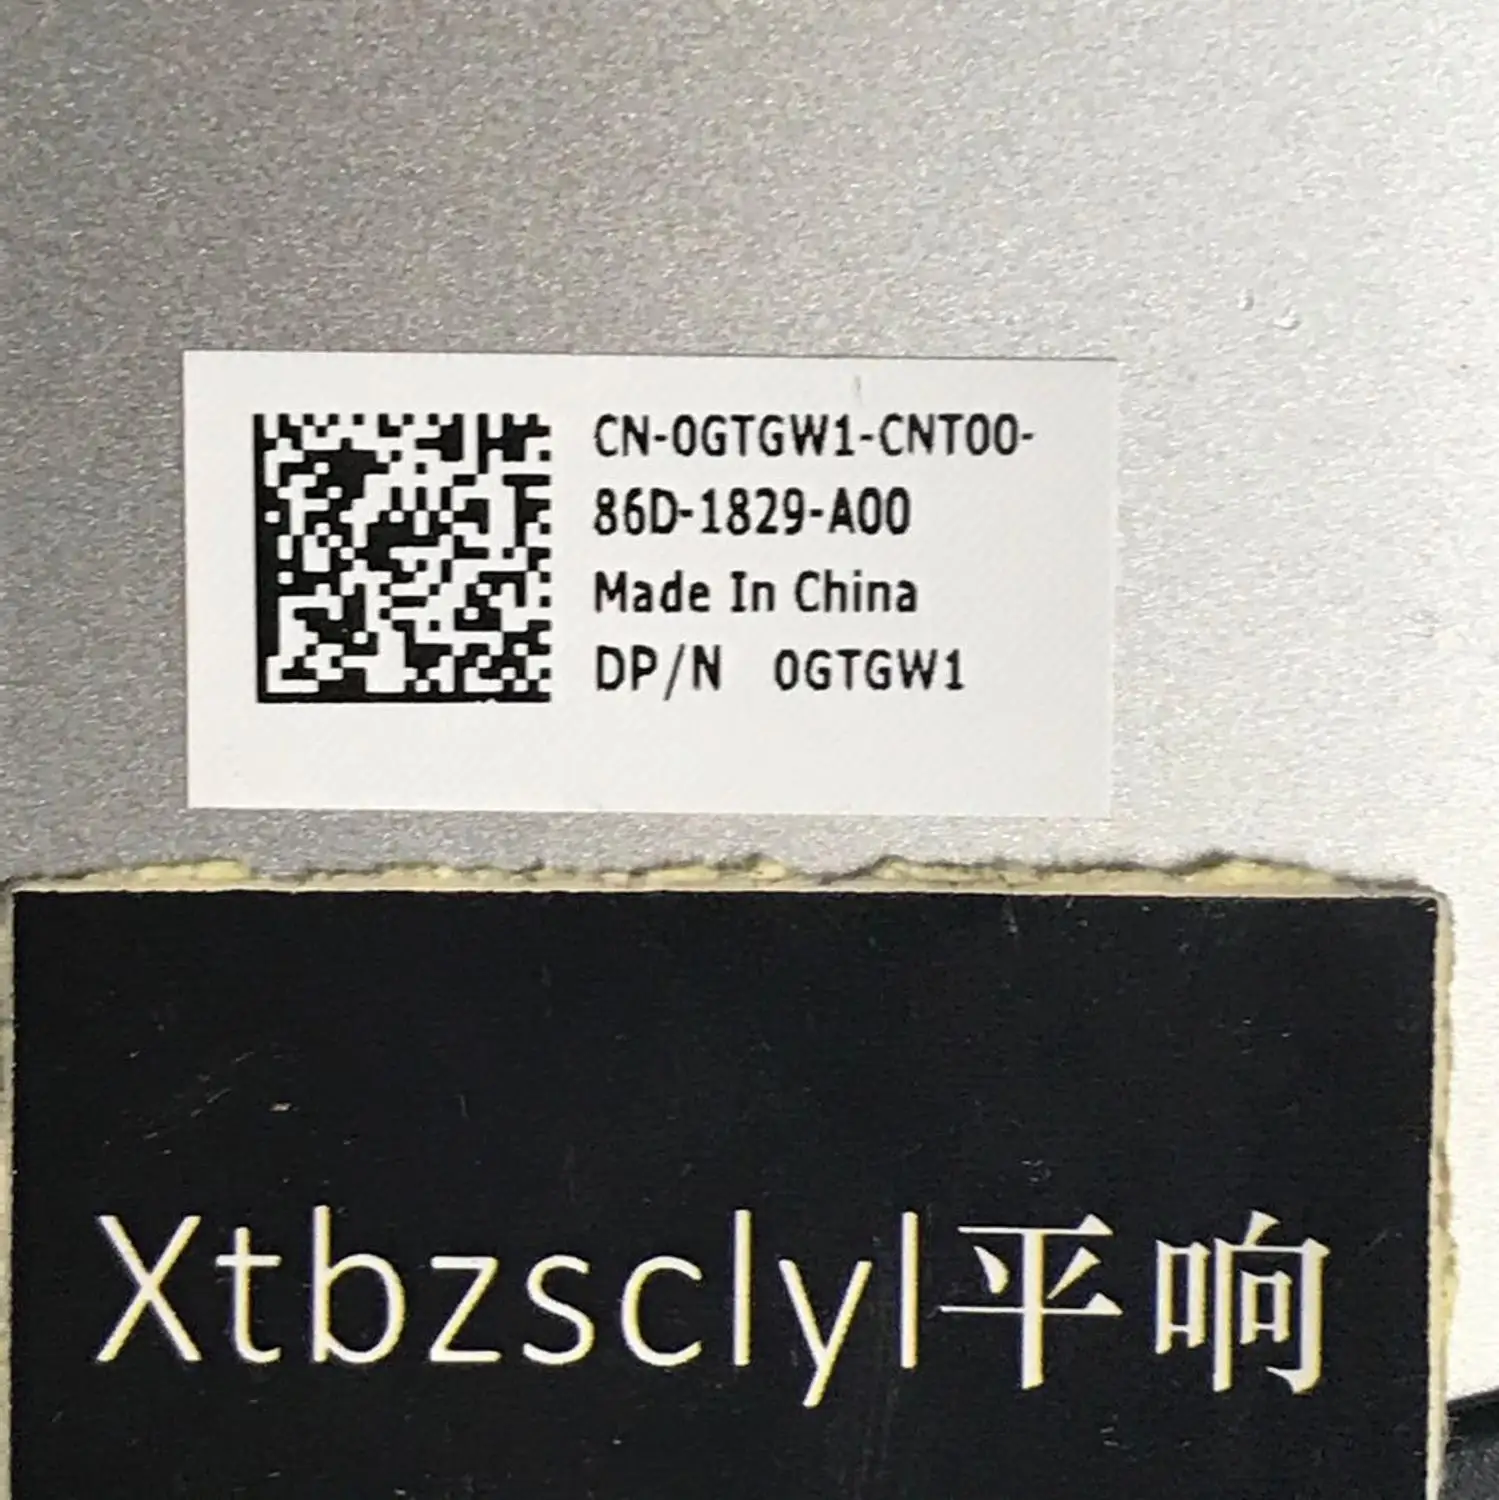 CN-0GTGW1-CNT00-
86D-1829-A00
Made In China
DP/N 0GTGW1
Xtbzsclyl平响